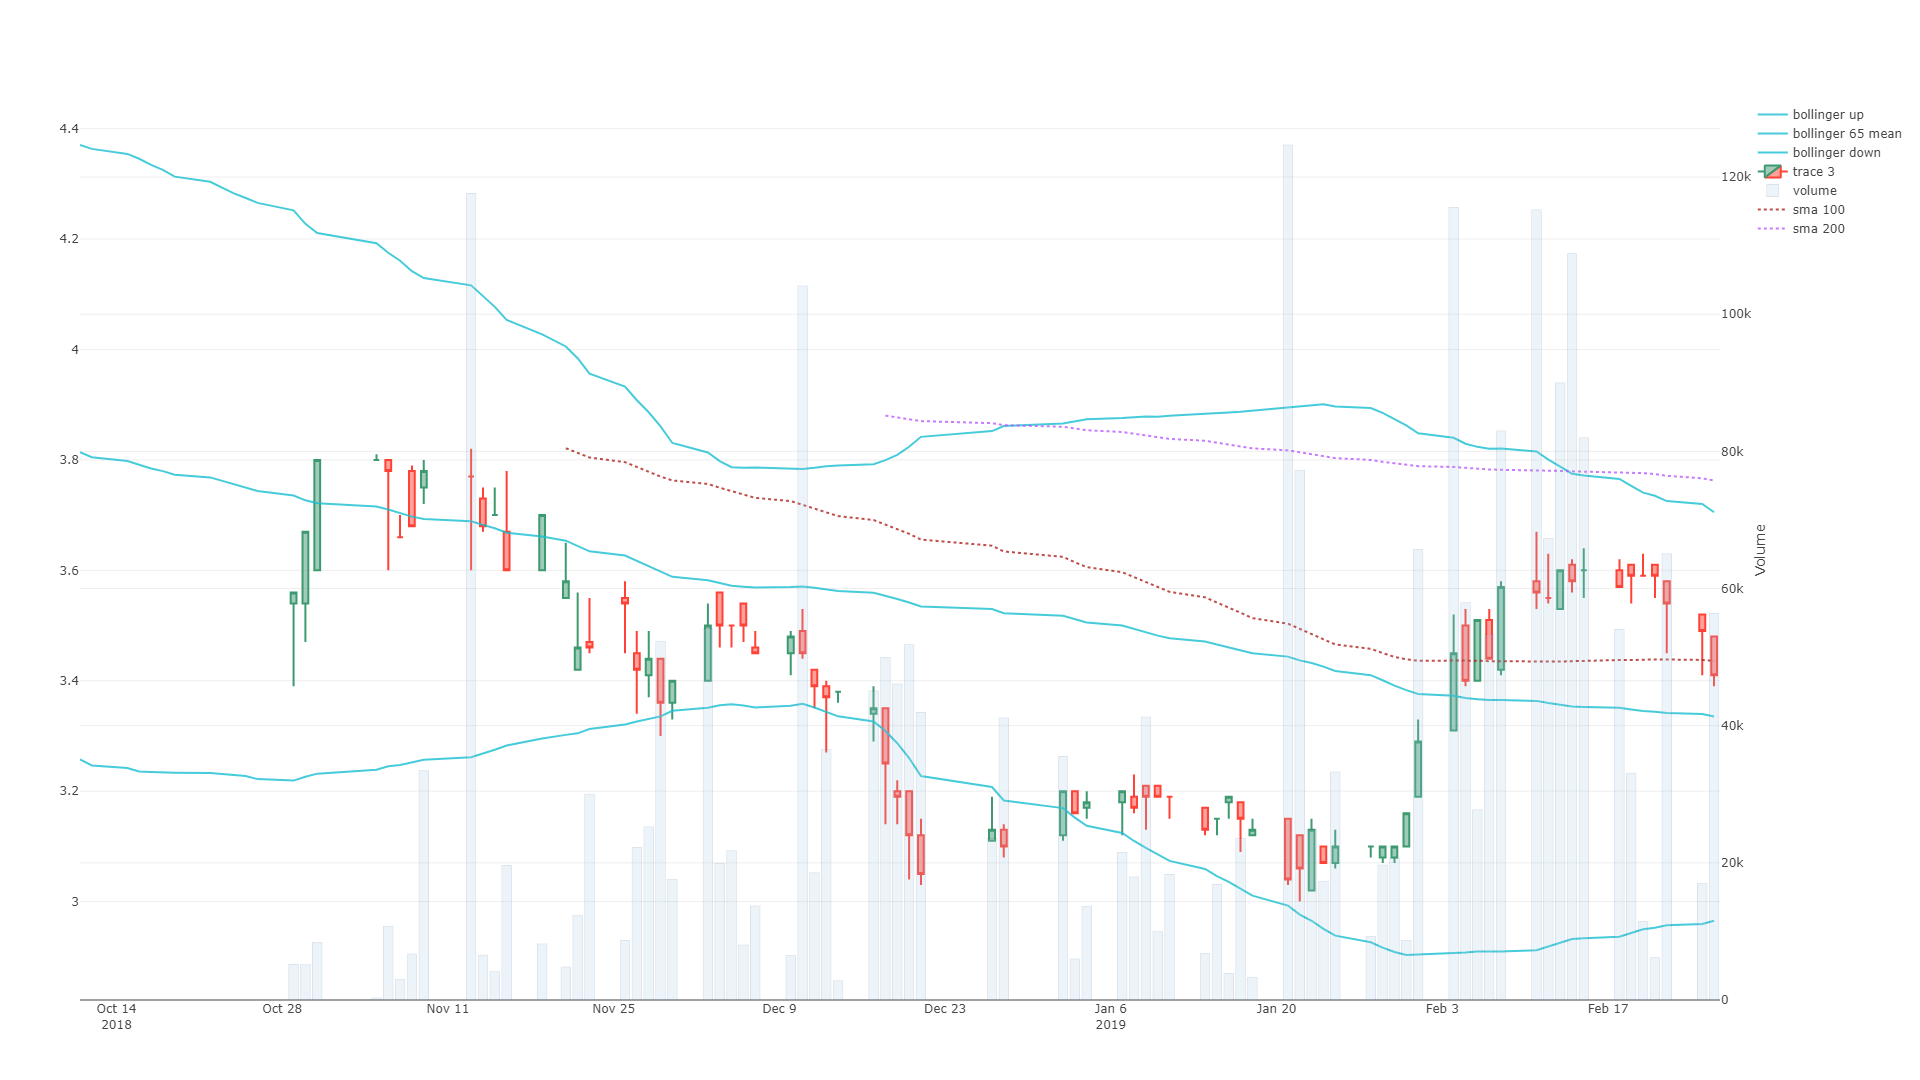 4.4
4.2
4
3.8
3.6
3.4
3.2
3
120k
100k
80k
60k
40k
20k
0
Volume
Oct 14
2018
Oct 28
Nov 11
Nov 25
Dec 9
Dec 23
Jan 6
2019
Jan 20
Feb 3
Feb 17
bollinger up
bollinger 65 mean
bollinger down
trace 3
volume
sma 100
sma 200